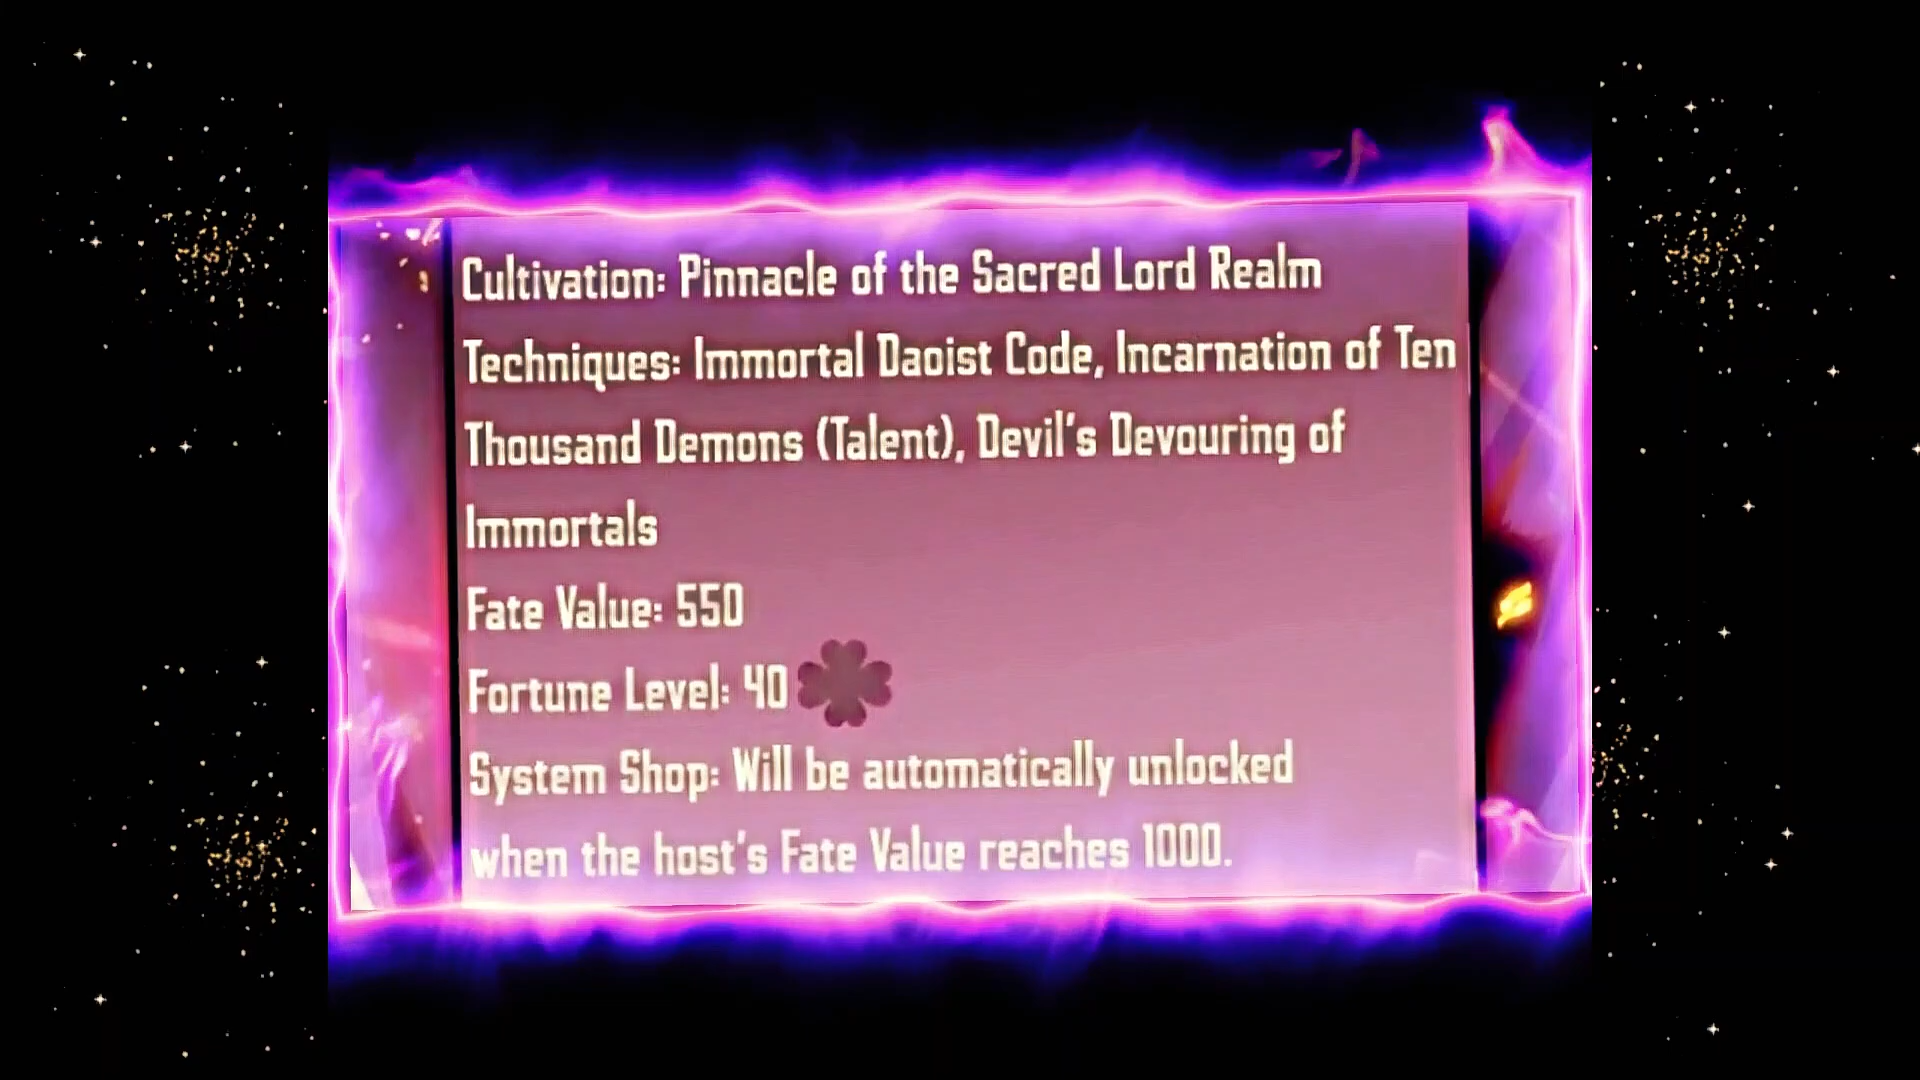 Cultivation: Pinnacle of the Sacred Lord Realm
Techniques: Immortal Daoist Code, Incarnation of Ten
Thousand Demons (Talent), Devil's Devouring of
Immortals
Fate Value: 550
Fortune Level: 40
System Shop: Will be automatically unlocked
when the host's Fate Value reaches 1000.